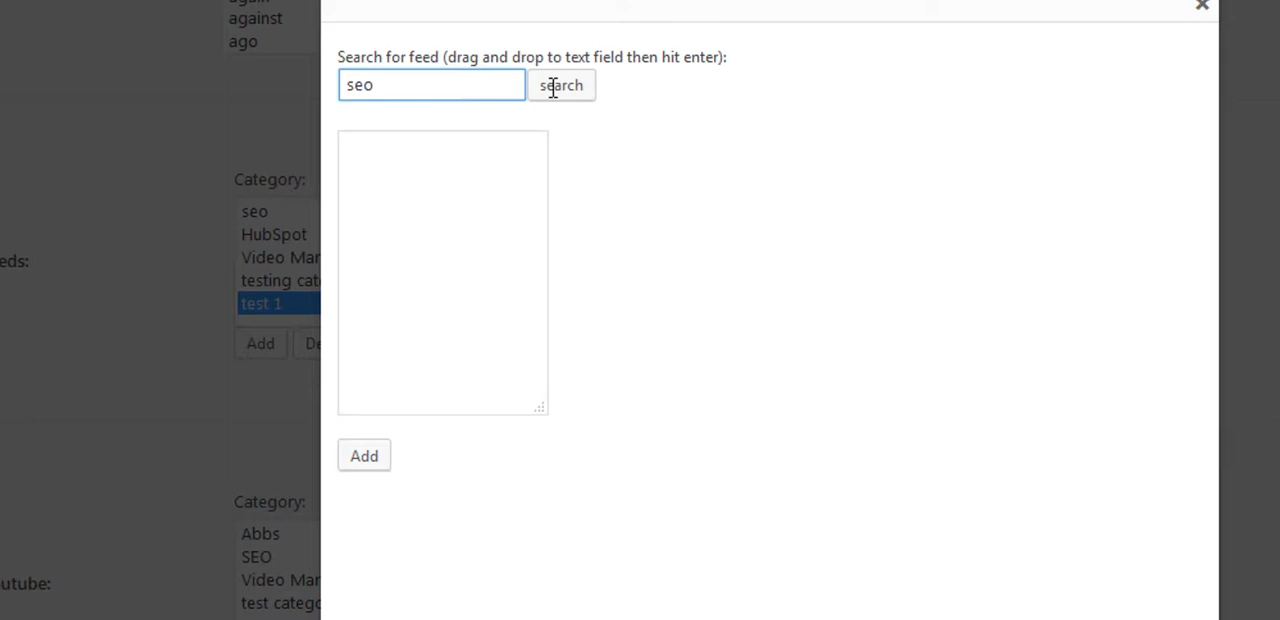 against
ago
Search for feed (drag and drop to text field then hit enter):
seo
search
Category:
seo
HubSpot
Video Mar
testing cat
test 1
eds:
Add
De
Add
Category:
Abbs
SEO
Video Mar
test catego
utube: